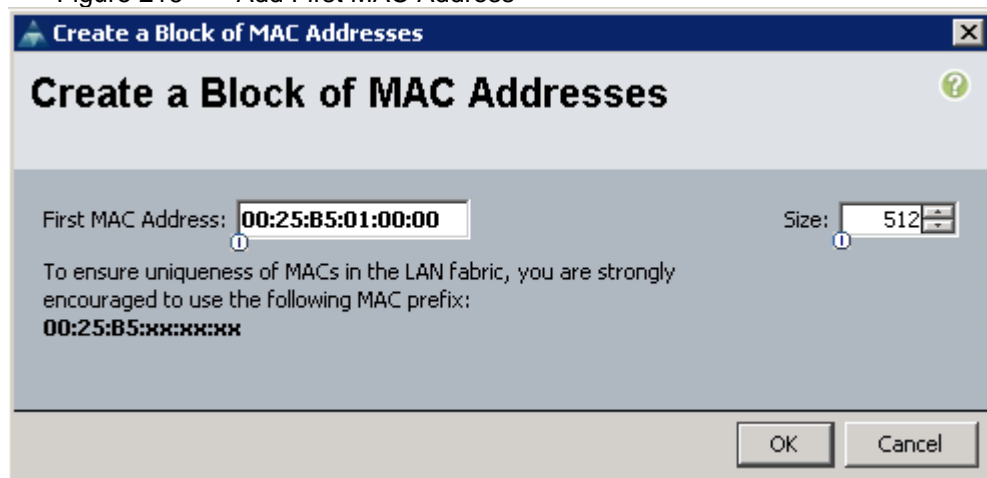 Add First MAC Address
Create a Block of MAC Addresses
Create a Block of MAC Addresses
First MAC Address: 00:25:B5:01:00:00
Size: 512
To ensure uniqueness of MACs in the LAN fabric, you are strongly
encouraged to use the following MAC prefix:
00:25:B5:xx:xx:xx
OK Cancel